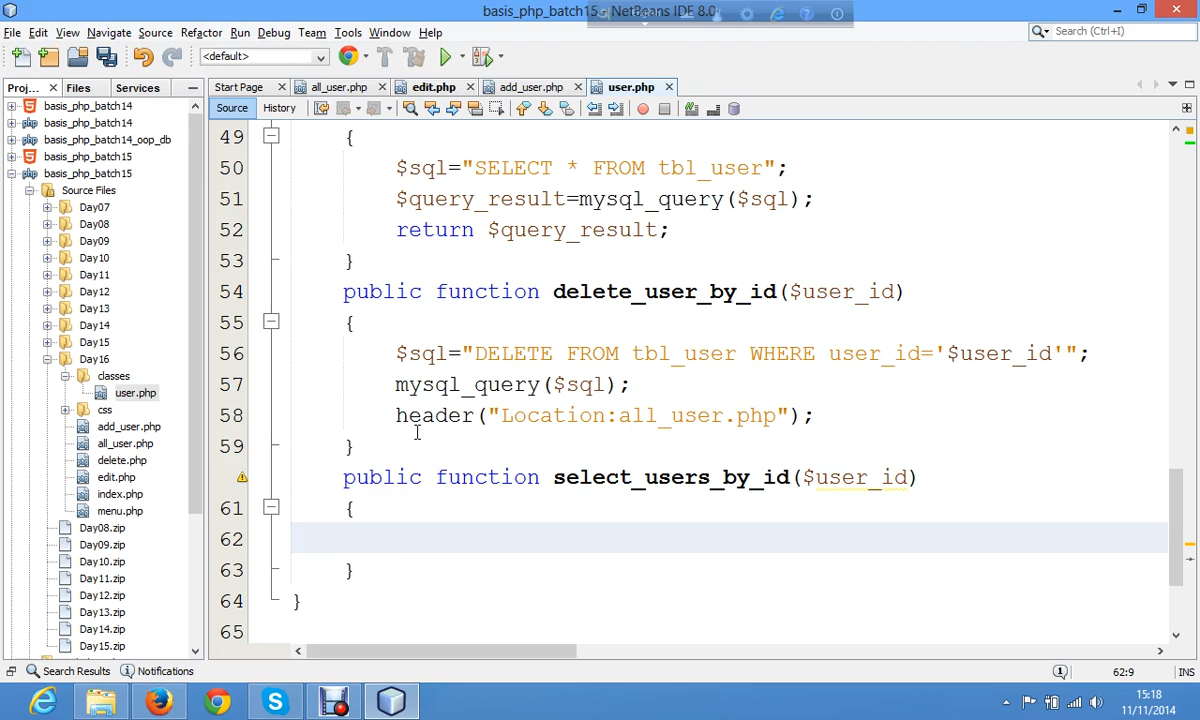 basis_php_batch15 - NetBeans IDE 8.0
File Edit View Navigate Source Refactor Run Debug Team Tools Window Help
Search (Ctrl+I)
<default>
Proj... Files Services
Start Page all_user.php edit.php add_user.php user.php
Source History
basis_php_batch14
basis_php_batch14
basis_php_batch14_oop_db
basis_php_batch15
basis_php_batch15
Source Files
Day07
Day08
Day09
Day10
Day11
Day12
Day13
Day14
Day15
Day16
classes
user.php
css
add_user.php
all_user.php
delete.php
edit.php
index.php
menu.php
Day08.zip
Day09.zip
Day10.zip
Day11.zip
Day12.zip
Day13.zip
Day14.zip
Day15.zip
49 {
50 $sql="SELECT * FROM tbl_user";
51 $query_result=mysql_query($sql);
52 return $query_result;
53 }
54 public function delete_user_by_id($user_id)
55 {
56 $sql="DELETE FROM tbl_user WHERE user_id='$user_id'";
57 mysql_query($sql);
58 header("Location:all_user.php");
59 }
public function select_users_by_id($user_id)
61 {
62
63 }
64 }
65
Search Results Notifications
62:9 INS
15:18
11/11/2014